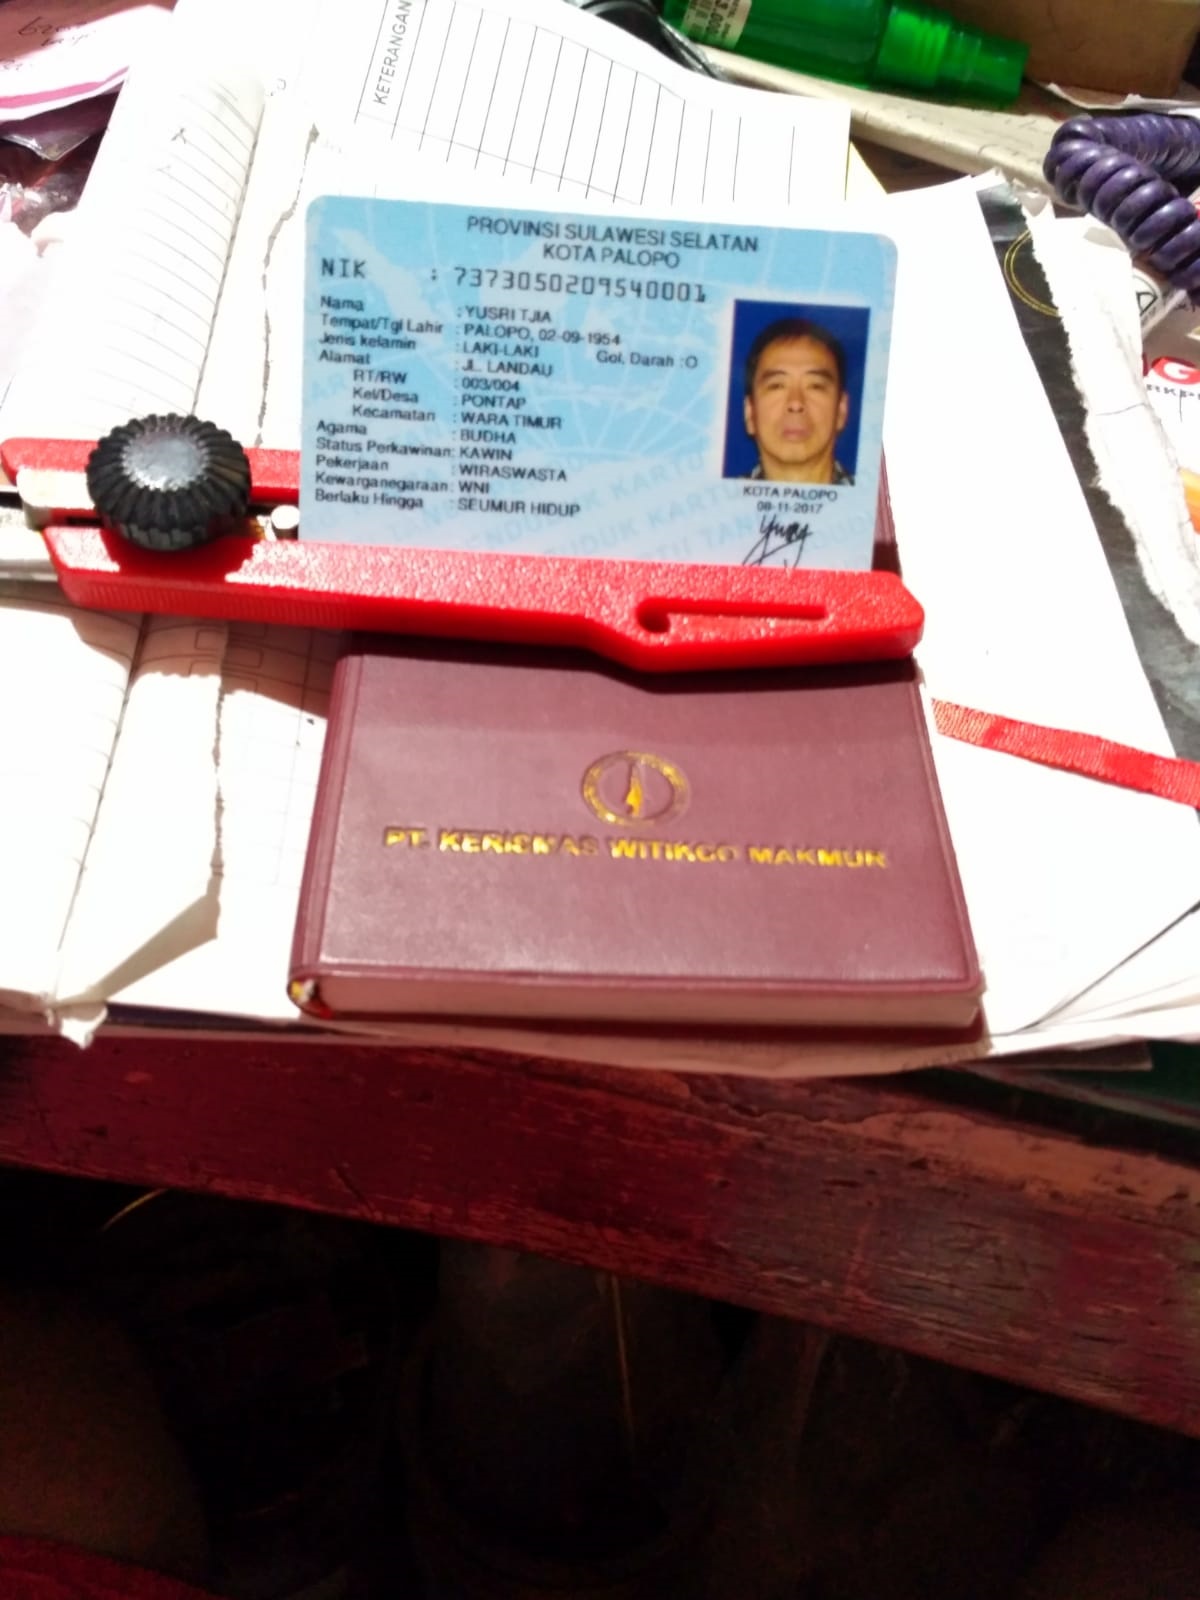 KETERANGAN
PROVINSI SULAWESI SELATAN
KOTA PALOPO
NIK : 7373050209540001
Nama : YUSRI TJIA
Tempat/Tgl Lahir : PALOPO, 02-09-1954
Jenis kelamin : LAKI-LAKI Gol. Darah : O
Alamat : JL. LANDAU
RT/RW : 003/004
Kel/Desa : PONTAP
Kecamatan : WARA TIMUR
Agama : BUDHA
Status Perkawinan: KAWIN
Pekerjaan : WIRASWASTA
Kewarganegaraan: WNI
Berlaku Hingga : SEUMUR HIDUP
KOTA PALOPO
08-11-2017
PT. KERISMAS WITIKCO MAKMUR